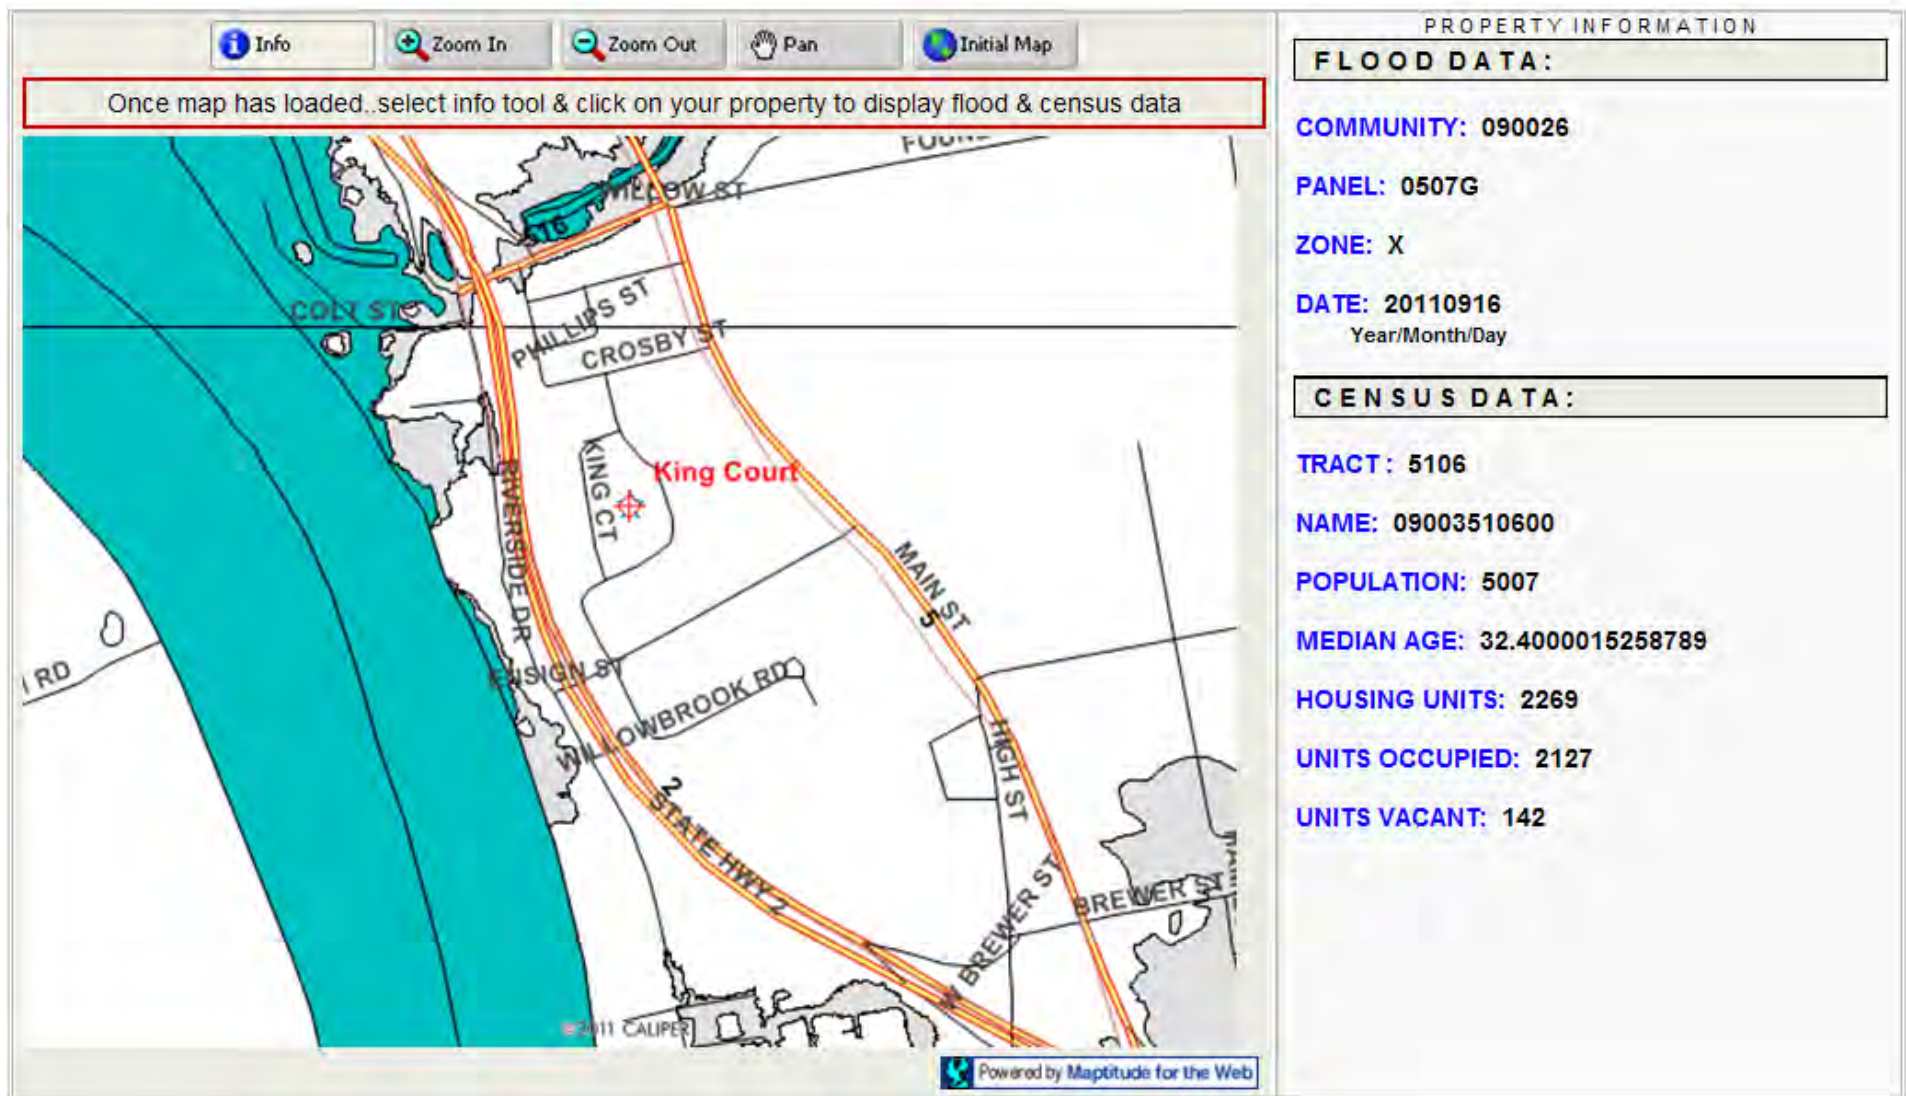 Info
Zoom In
Zoom Out
Pan
Initial Map
Once map has loaded..select info tool & click on your property to display flood & census data
WILLOW ST
16
COLT ST
PHILLIPS ST
CROSBY ST
KING CT
King Court
RIVERSIDE DR
MAIN ST
5
RD
ENSIGN ST
WILLOWBROOK RD
2
STATE HWY 2
HIGH ST
W BREWER ST
BREWER ST
©2011 CALIPER
Powered by Maptitude for the Web
PROPERTY INFORMATION
FLOOD DATA:
COMMUNITY: 090026
PANEL: 0507G
ZONE: X
DATE: 20110916
Year/Month/Day
CENSUS DATA:
TRACT : 5106
NAME: 09003510600
POPULATION: 5007
MEDIAN AGE: 32.4000015258789
HOUSING UNITS: 2269
UNITS OCCUPIED: 2127
UNITS VACANT: 142